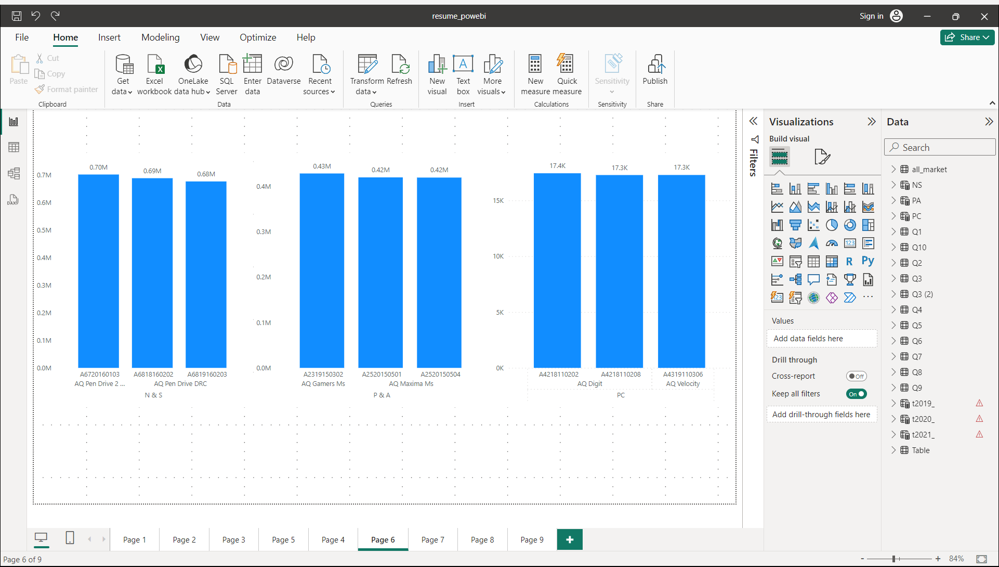 resume_powebi
Sign in
File Home Insert Modeling View Optimize Help
Share
Paste
Cut
Copy
Format painter
Clipboard
Get data
Excel workbook
OneLake data hub
SQL Server
Enter data
Dataverse
Recent sources
Data
Transform data
Refresh
Queries
New visual
Text box
More visuals
Insert
New measure
Quick measure
Calculations
Sensitivity
Sensitivity
Publish
Share
0.7M
0.6M
0.5M
0.4M
0.3M
0.2M
0.1M
0.0M
0.70M
0.69M
0.68M
A6720160103 A6818160202 A6819160203
AQ Pen Drive 2 ... AQ Pen Drive DRC
N & S
0.4M
0.3M
0.2M
0.1M
0.0M
0.43M
0.42M
0.42M
A2319150302 A2520150501 A2520150504
AQ Gamers Ms AQ Maxima Ms
P & A
15K
10K
5K
0K
17.4K
17.3K
17.3K
A4218110202 A4218110208 A4319110306
AQ Digit AQ Velocity
PC
Filters
Visualizations
Build visual
123
R
Py
123
Values
Add data fields here
Drill through
Cross-report Off
Keep all filters On
Add drill-through fields here
Data
Search
all_market
NS
PA
PC
Q1
Q10
Q2
Q3
Q3 (2)
Q4
Q5
Q6
Q7
Q8
Q9
t2019_
t2020_
t2021_
Table
DAX
A
Page 1 Page 2 Page 3 Page 5 Page 4 Page 6 Page 7 Page 8 Page 9 +
Page 6 of 9
- + 84%